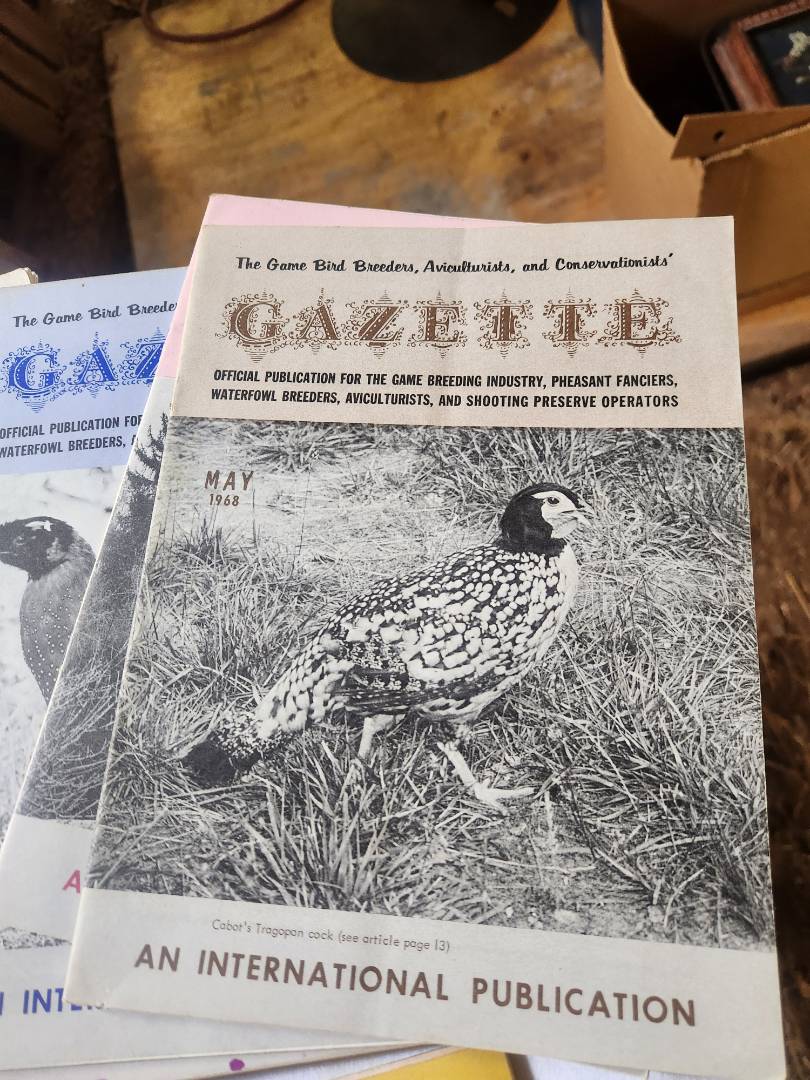 The Game Bird Breeders, Aviculturists, and Conservationists'
GAZETTE
OFFICIAL PUBLICATION FOR THE GAME BREEDING INDUSTRY, PHEASANT FANCIERS,
WATERFOWL BREEDERS, AVICULTURISTS, AND SHOOTING PRESERVE OPERATORS
MAY
1968
Cabot's Tragopan cock (see article page 13)
AN INTERNATIONAL PUBLICATION
The Game Bird Breeder
GAZ
OFFICIAL PUBLICATION FOR
WATERFOWL BREEDERS,
INTE
A